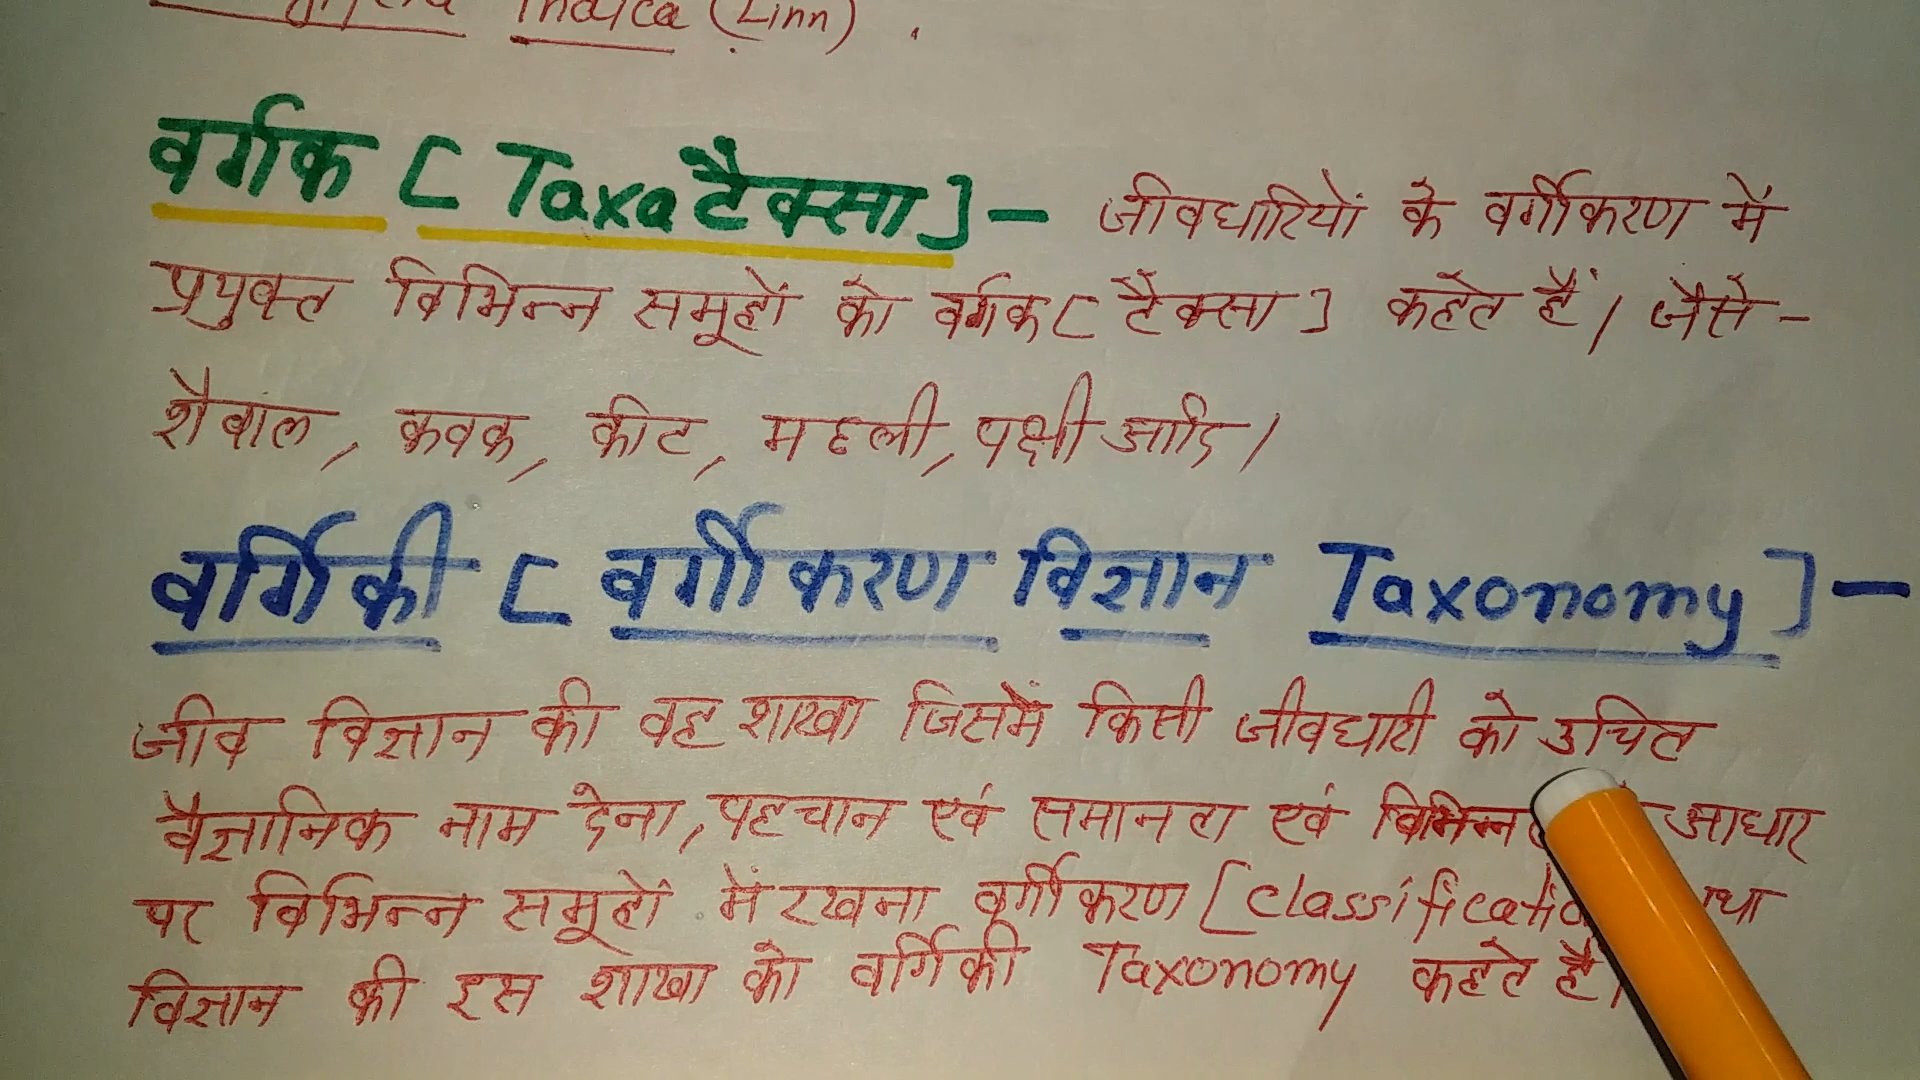 Indica (Linn) .
वर्गक [ Taxa टैक्सा ] - जीवधारियों के वर्गीकरण में
प्रयुक्त विभिन्न समूहों को वर्गक [ टैक्सा ] कहते हैं। जैसे -
शैवाल, कवक, कीट, मछली, पक्षी आदि।
वर्गिकी [ वर्गीकरण विज्ञान Taxonomy ] -
जीव विज्ञान की वह शाखा जिसमें किसी जीवधारी को उचित
वैज्ञानिक नाम देना, पहचान एवं समानता एवं विभिन्न आधार
पर विभिन्न समूहों में रखना वर्गीकरण [
विज्ञान की इस शाखा को वर्गिकी Taxonomy कहते है।